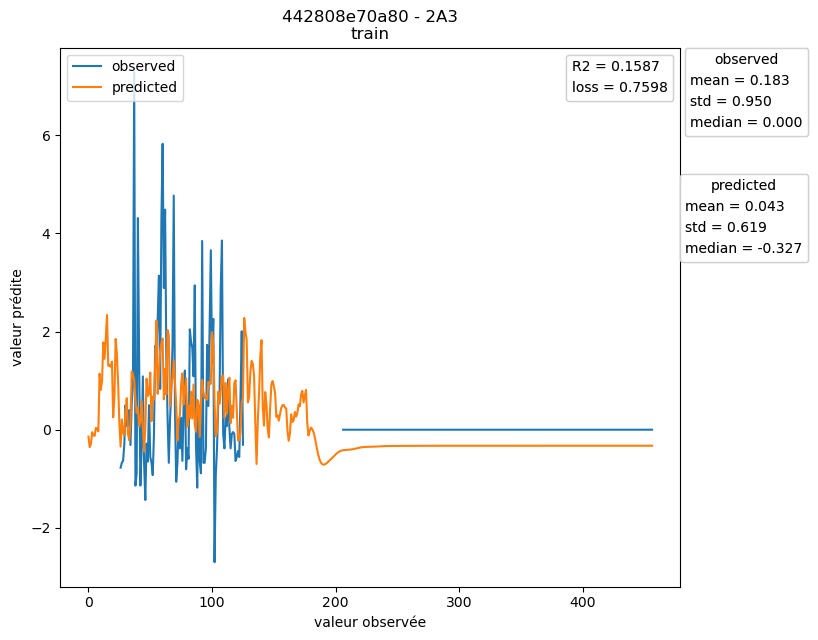 442808e70a80 - 2A3
train
observed
predicted
R2 = 0.1587
loss = 0.7598
observed
mean = 0.183
std = 0.950
median = 0.000
predicted
mean = 0.043
std = 0.619
median = -0.327
valeur prédite
6
4
2
0
−2
0
100
200
300
400
valeur observée